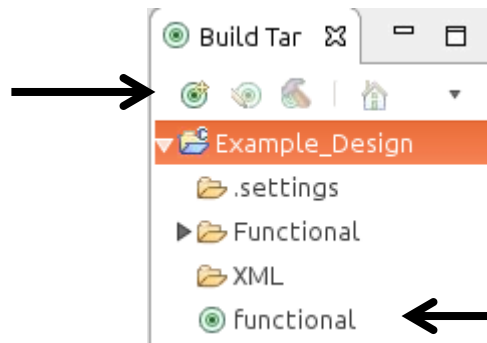 Build Tar
Example_Design
.settings
Functional
XML
functional